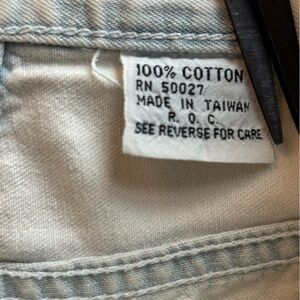 100% COTTON
RN 50027
MADE IN TAIWAN
R. O. C.
SEE REVERSE FOR CARE